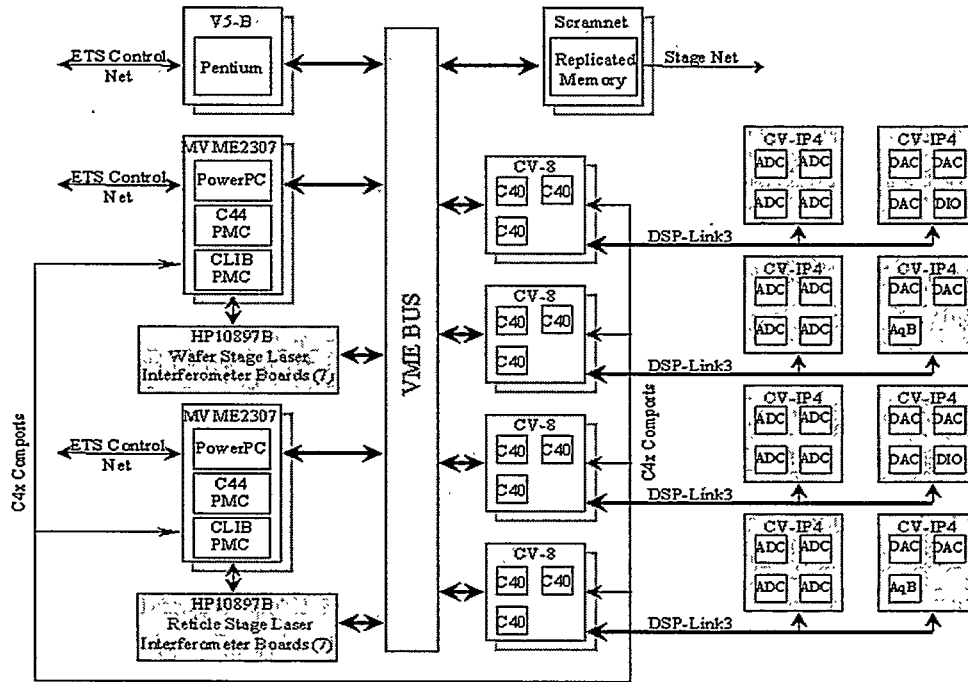 V5-B
Pentium
ETS Control
Net
MVME2307
PowerPC
C44
PMC
CLIB
PMC
ETS Control
Net
HP10897B
Wafer Stage Laser
Interferometer Boards (7)
MVME2307
PowerPC
C44
PMC
CLIB
PMC
ETS Control
Net
HP10897B
Reticle Stage Laser
Interferometer Boards (7)
C4x Comports
VME BUS
Scramnet
Replicated
Memory
Stage Net
CV-8
C40 C40
C40
CV-8
C40 C40
C40
CV-8
C40 C40
C40
CV-8
C40 C40
C40
C4x Comports
DSP-Link3
DSP-Link3
DSP-Link3
DSP-Link3
CV-IP4
ADC ADC
ADC ADC
CV-IP4
DAC DAC
DAC DIO
CV-IP4
ADC ADC
ADC ADC
CV-IP4
DAC DAC
AqB
CV-IP4
ADC ADC
ADC ADC
CV-IP4
DAC DAC
DAC DIO
CV-IP4
ADC ADC
ADC ADC
CV-IP4
DAC DAC
AqB